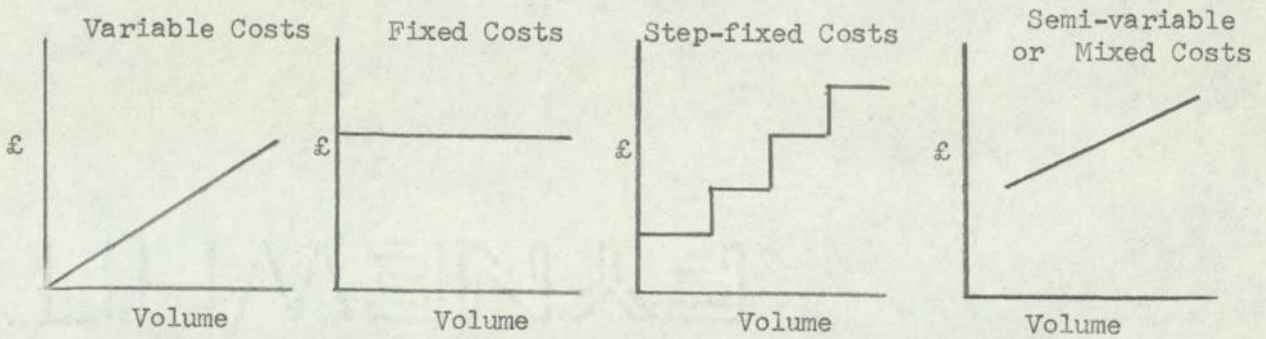 Variable Costs
Fixed Costs
Step-fixed Costs
Semi-variable
or Mixed Costs
£
£
£
£
Volume
Volume
Volume
Volume